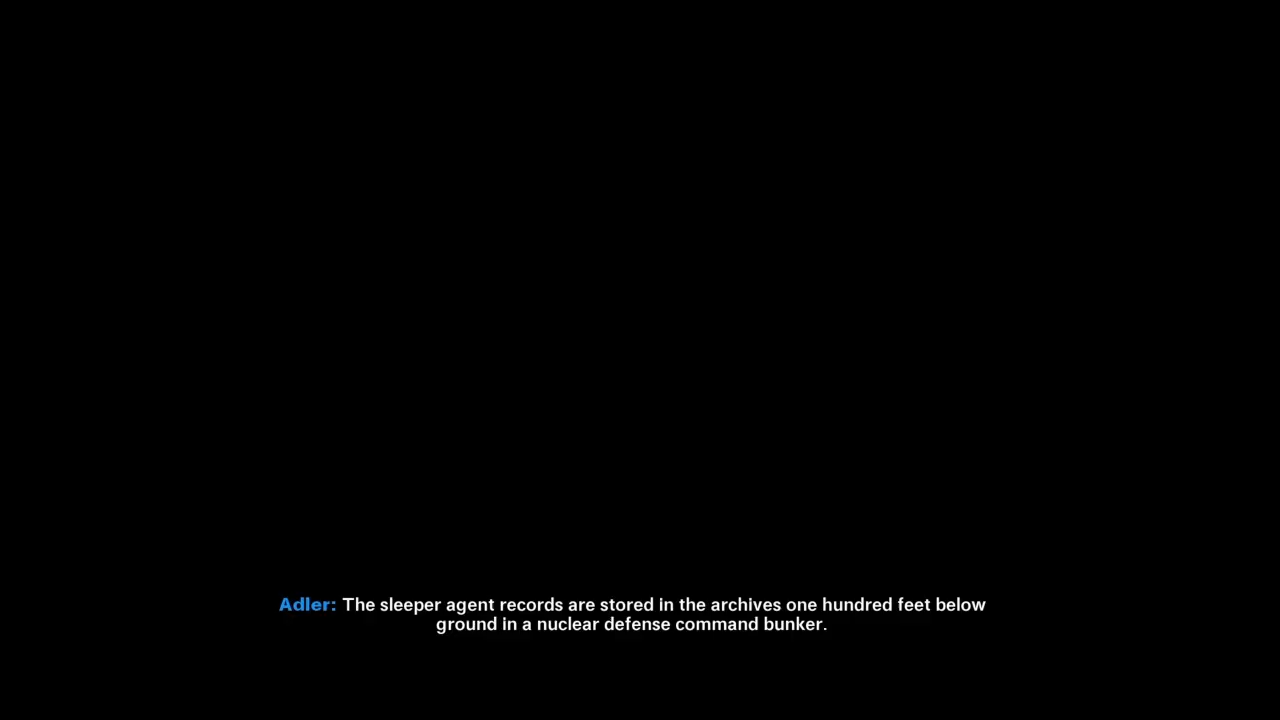 Adler: The sleeper agent records are stored in the archives one hundred feet below
ground in a nuclear defense command bunker.